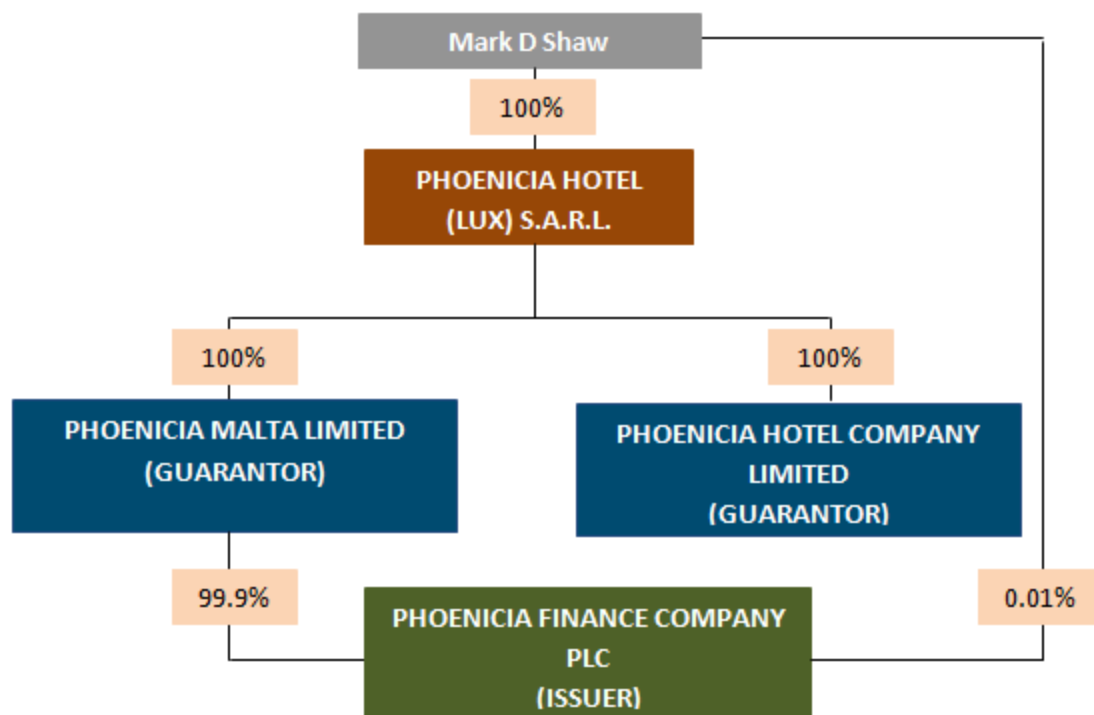 Mark D Shaw
100%
PHOENICIA HOTEL
(LUX) S.A.R.L.
100%
100%
PHOENICIA MALTA LIMITED
(GUARANTOR)
PHOENICIA HOTEL COMPANY
LIMITED
(GUARANTOR)
99.9%
0.01%
PHOENICIA FINANCE COMPANY
PLC
(ISSUER)